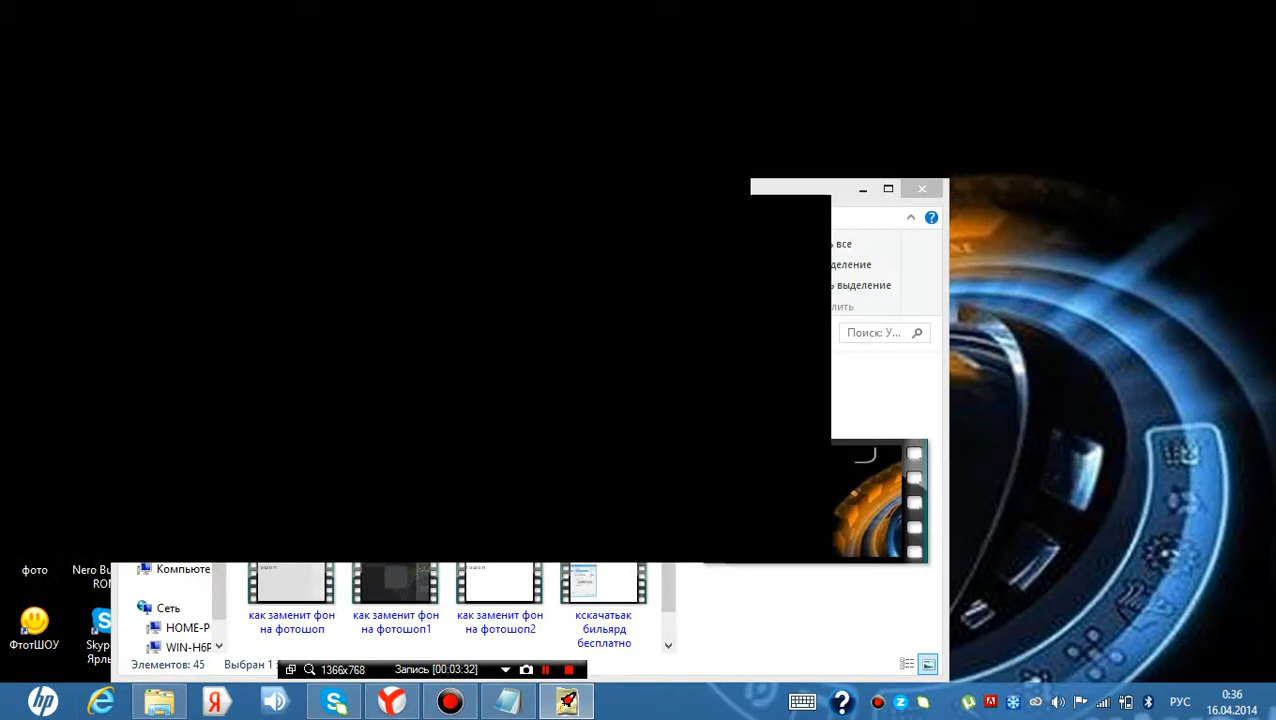 ь все
деление
ь выделение
лить
Поиск: У...
фото
Nero Bu
ROM
ФтотШОУ
Skyp
Ярль
Компьюте
Сеть
HOME-P
WIN-H6F
как заменит фон
на фотошоп
как заменит фон
на фотошоп1
как заменит фон
на фотошоп2
кскачатьак
бильярд
бесплатно
Элементов: 45
Выбран 1
1366x768
Запись [00:03:32]
РУС
0:36
16.04.2014